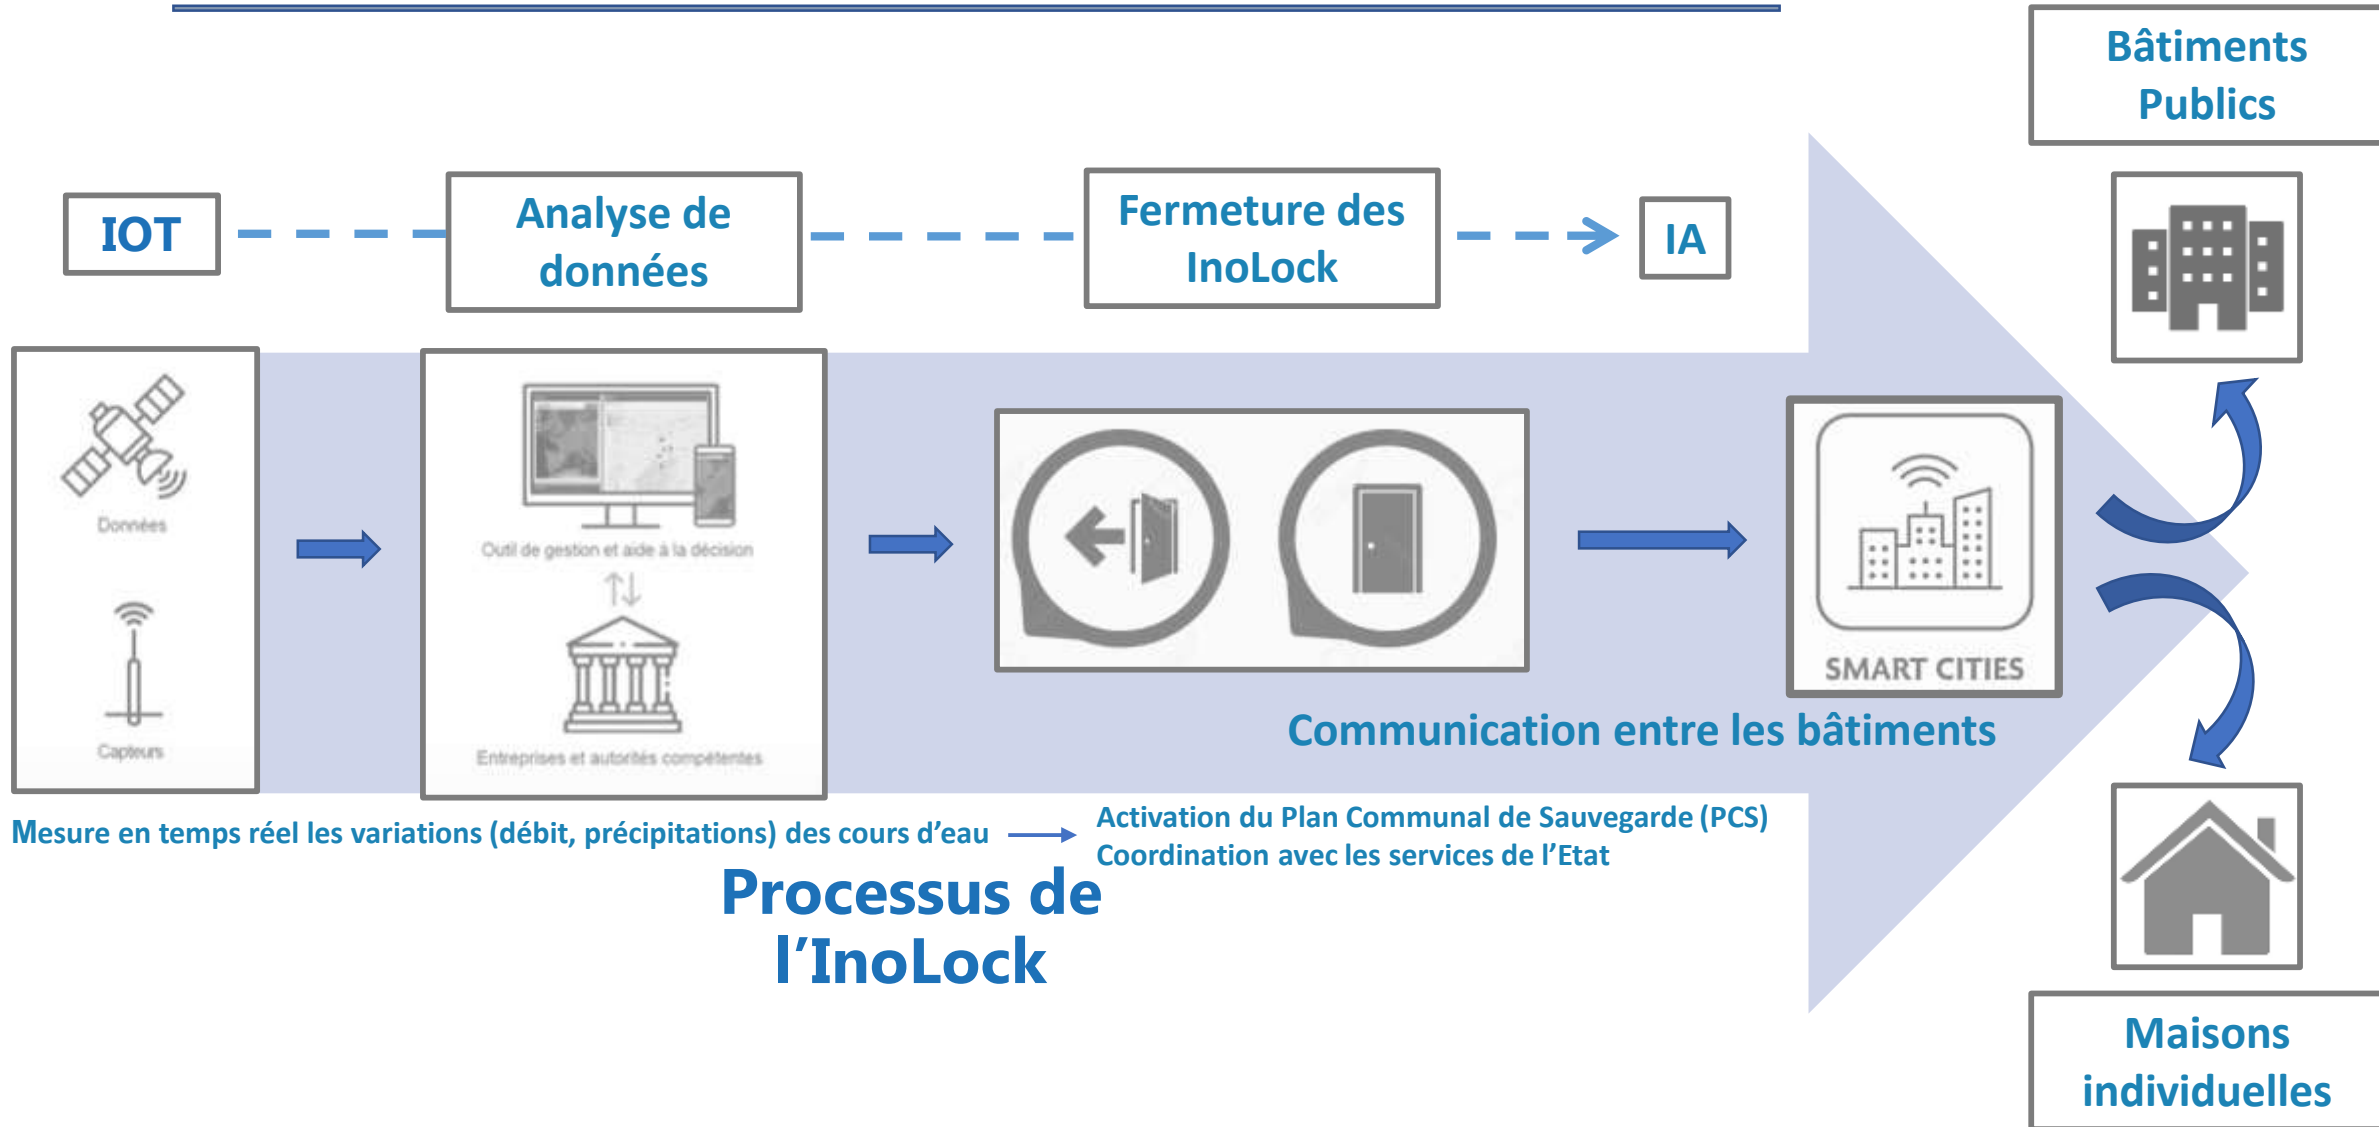 Bâtiments
Publics
IOT
Analyse de
données
Fermeture des
InoLock
IA
Données
Capteurs
Outil de gestion et aide à la décision
Entreprises et autorités compétentes
SMART CITIES
Communication entre les bâtiments
Mesure en temps réel les variations (débit, précipitations) des cours d’eau
Activation du Plan Communal de Sauvegarde (PCS)
Coordination avec les services de l’Etat
Processus de
l’InoLock
Maisons
individuelles